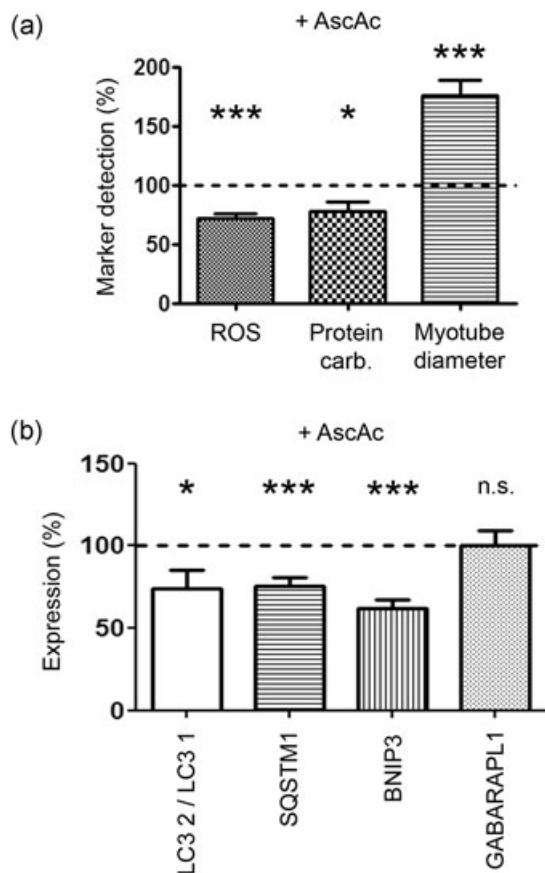 (a)
+ AscAc
Marker detection (%)
200
150
100
50
0
***
*
***
ROS
Protein carb.
Myotube diameter
(b)
+ AscAc
Expression (%)
150
100
50
0
*
***
***
n.s.
LC3 2 / LC3 1
SQSTM1
BNIP3
GABARAPL1